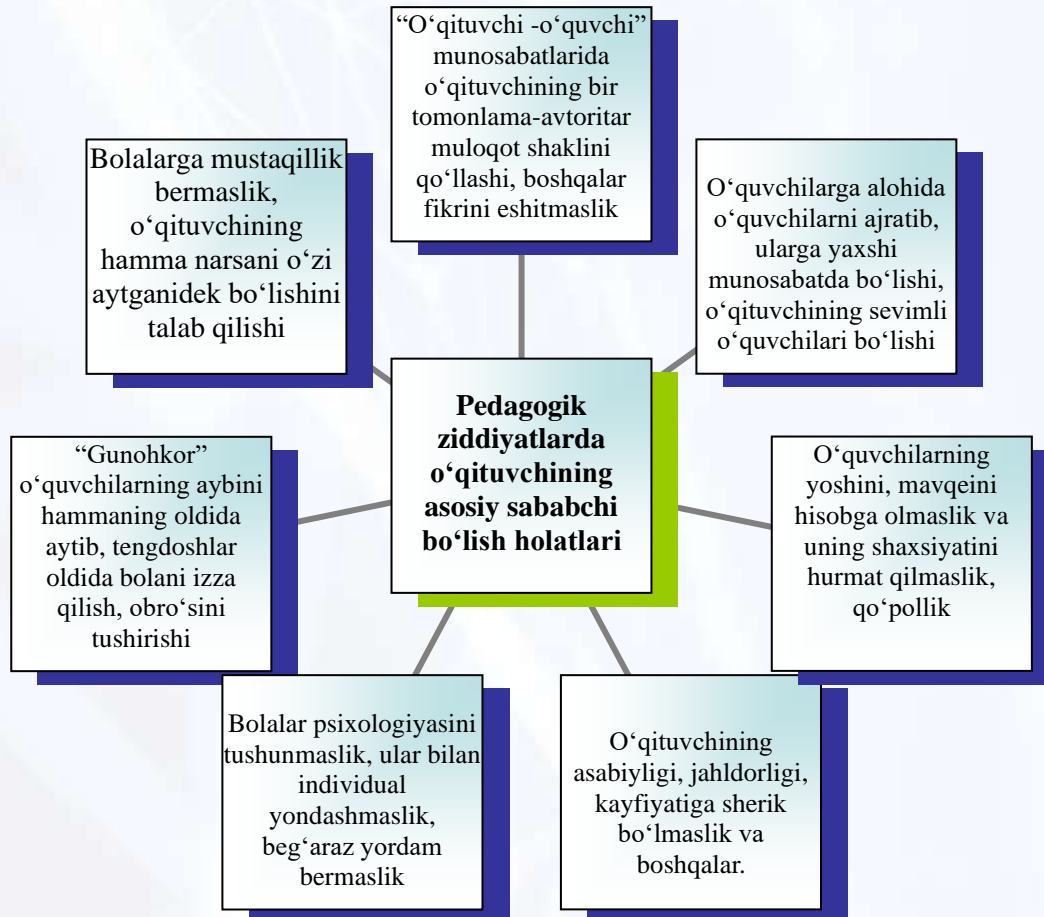 “O‘qituvchi -o‘quvchi”
munosabatlarida
o‘qituvchining bir
tomonlama-avtoritar
muloqot shaklini
qo‘llashi, boshqalar
fikrini eshitmaslik
Bolalarga mustaqillik
bermaslik,
o‘qituvchining
hamma narsani o‘zi
aytganidek bo‘lishini
talab qilishi
O‘quvchilarga alohida
o‘quvchilarni ajratib,
ularga yaxshi
munosabatda bo‘lishi,
o‘qituvchining sevimli
o‘quvchilari bo‘lishi
Pedagogik
ziddiyatlarda
o‘qituvchining
asosiy sababchi
bo‘lish holatlari
“Gunohkor”
o‘quvchilarning aybini
hammaning oldida
aytib, tengdoshlar
oldida bolani izza
qilish, obro‘sini
tushirishi
O‘quvchilarning
yoshini, mavqeini
hisobga olmaslik va
uning shaxsiyatini
hurmat qilmaslik,
qo‘pollik
Bolalar psixologiyasini
tushunmaslik, ular bilan
individual
yondashmaslik,
beg‘araz yordam
bermaslik
O‘qituvchining
asabiyligi, jahldorligi,
kayfiyatiga sherik
bo‘lmaslik va
boshqalar.